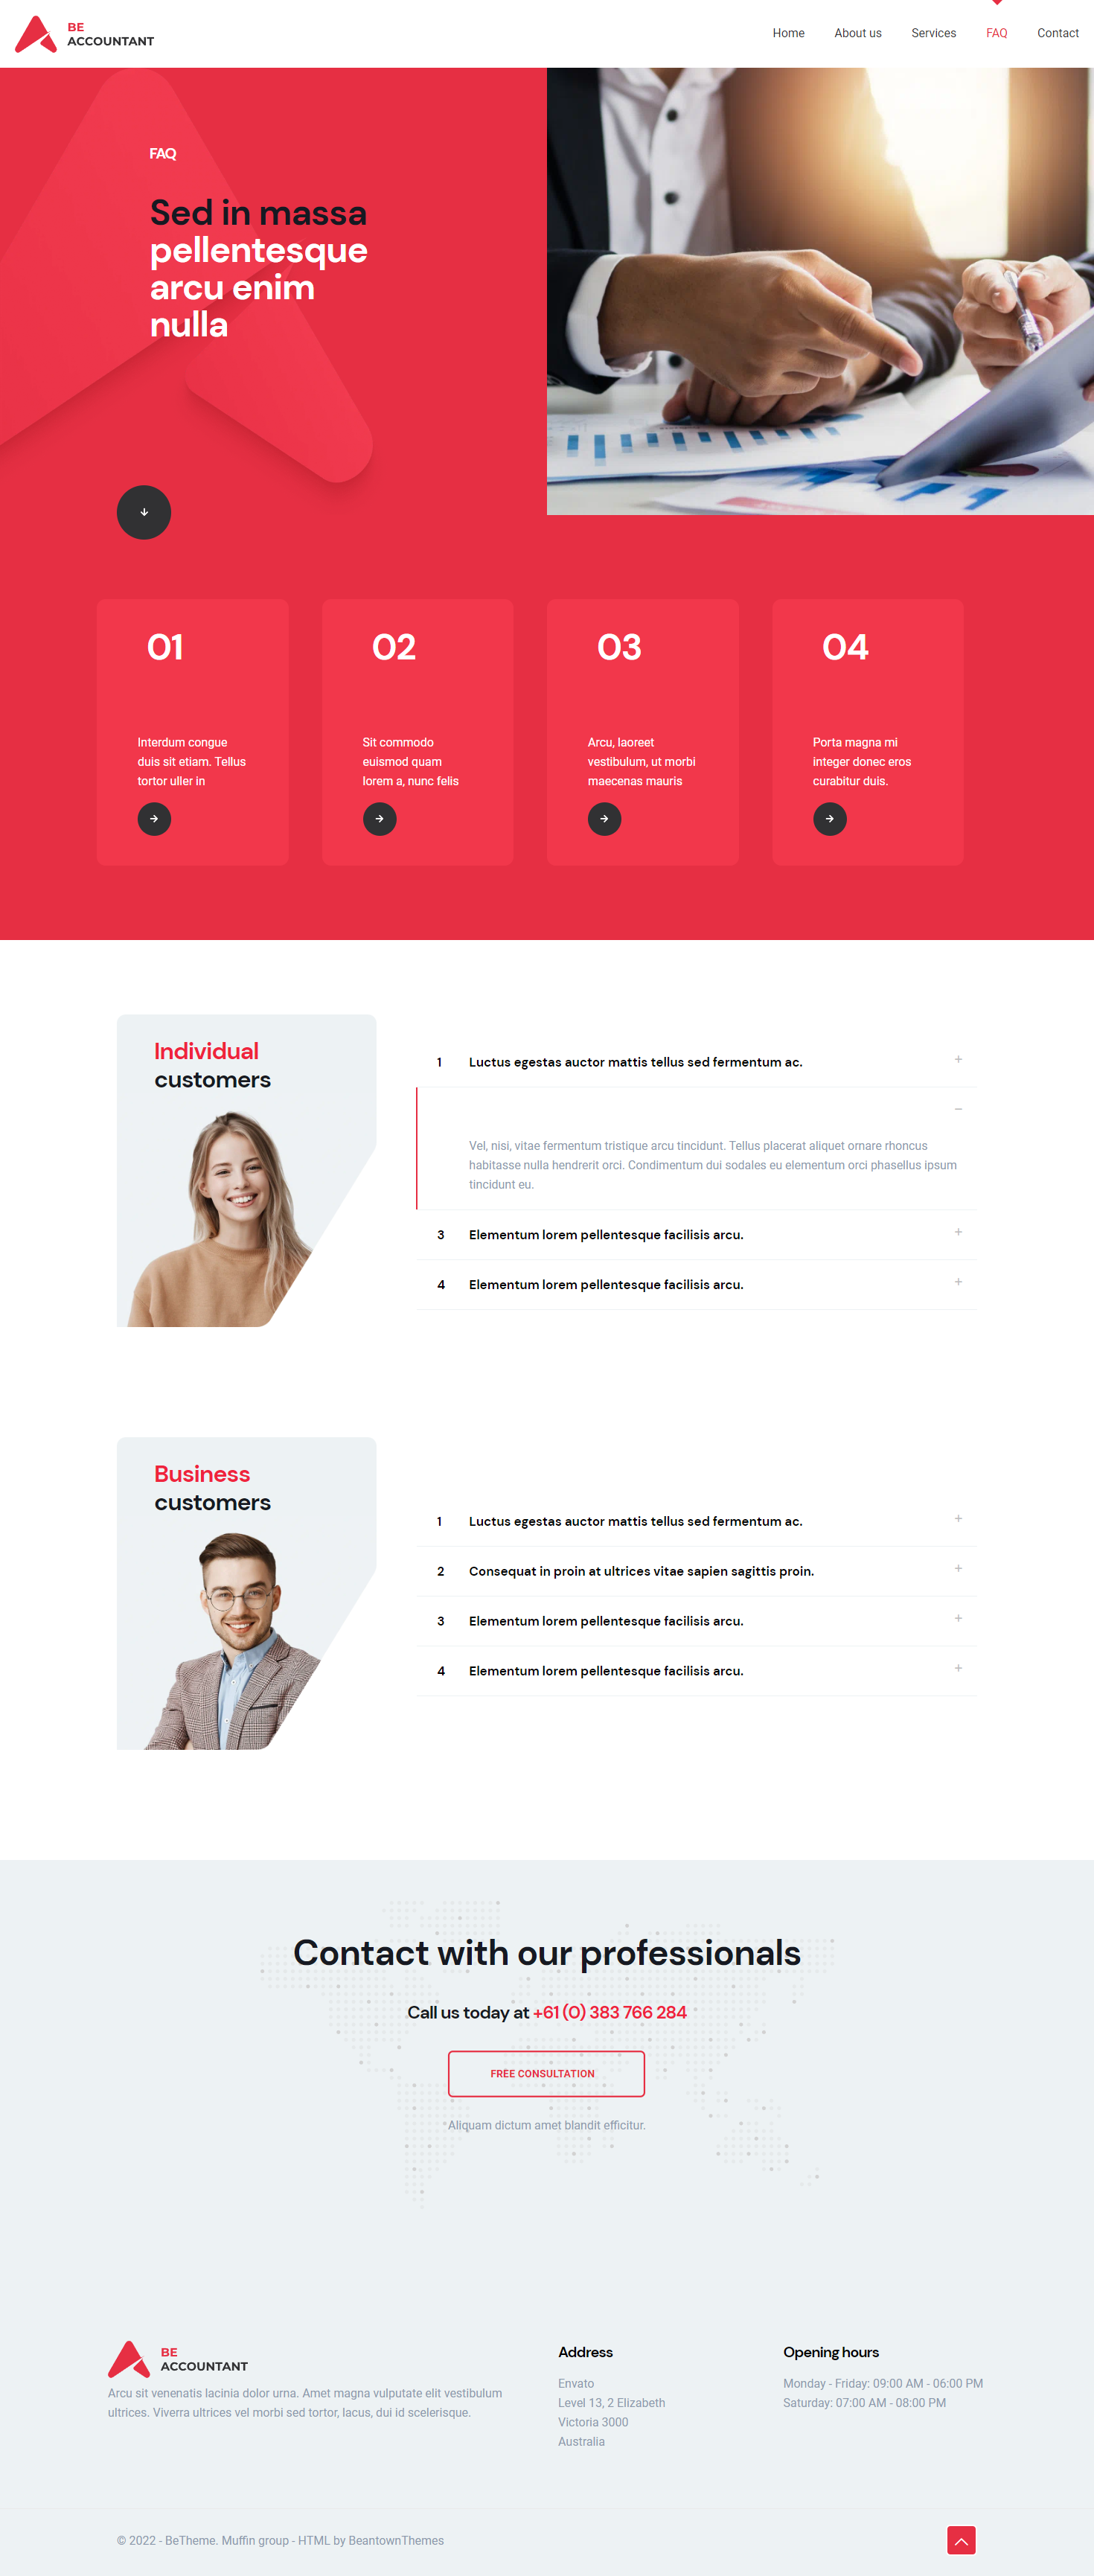 BE
ACCOUNTANT
Home
About us
Services
FAQ
Contact
FAQ
Sed in massa
pellentesque
arcu enim
nulla
01
Interdum congue
duis sit etiam. Tellus
tortor uller in
02
Sit commodo
euismod quam
lorem a, nunc felis
03
Arcu, laoreet
vestibulum, ut morbi
maecenas mauris
04
Porta magna mi
integer donec eros
curabitur duis.
Individual
customers
1 Luctus egestas auctor mattis tellus sed fermentum ac.
Vel, nisi, vitae fermentum tristique arcu tincidunt. Tellus placerat aliquet ornare rhoncus
habitasse nulla hendrerit orci. Condimentum dui sodales eu elementum orci phasellus ipsum
tincidunt eu.
3 Elementum lorem pellentesque facilisis arcu.
4 Elementum lorem pellentesque facilisis arcu.
Business
customers
1 Luctus egestas auctor mattis tellus sed fermentum ac.
2 Consequat in proin at ultrices vitae sapien sagittis proin.
3 Elementum lorem pellentesque facilisis arcu.
4 Elementum lorem pellentesque facilisis arcu.
Contact with our professionals
Call us today at +61 (0) 383 766 284
FREE CONSULTATION
Aliquam dictum amet blandit efficitur.
BE
ACCOUNTANT
Arcu sit venenatis lacinia dolor urna. Amet magna vulputate elit vestibulum
ultrices. Viverra ultrices vel morbi sed tortor, lacus, dui id scelerisque.
Address
Envato
Level 13, 2 Elizabeth
Victoria 3000
Australia
Opening hours
Monday - Friday: 09:00 AM - 06:00 PM
Saturday: 07:00 AM - 08:00 PM
© 2022 - BeTheme. Muffin group - HTML by BeantownThemes